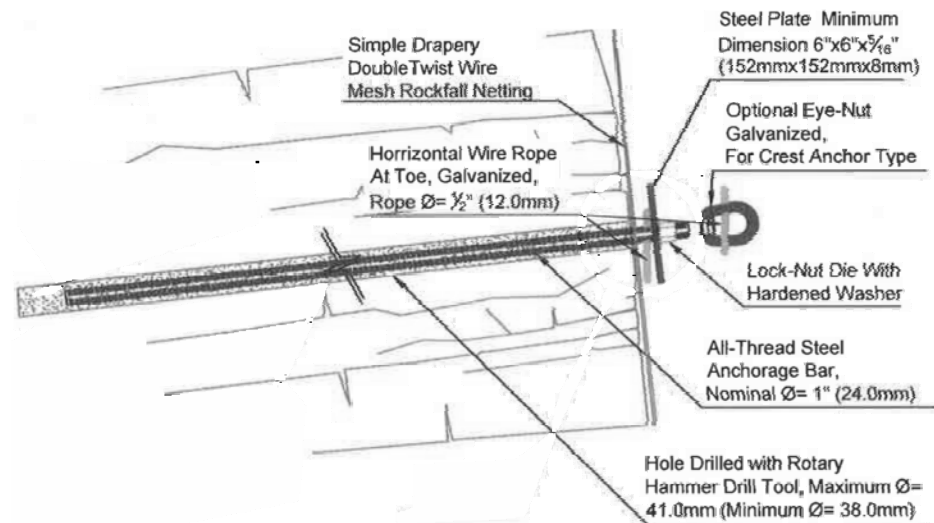 Steel Plate Minimum
Dimension 6"x6"x5/16"
(152mmx152mmx8mm)
Simple Drapery
DoubleTwist Wire
Mesh Rockfall Netting
Optional Eye-Nut
Galvanized,
For Crest Anchor Type
Horrizontal Wire Rope
At Toe, Galvanized,
Rope Ø= ½" (12.0mm)
Lock-Nut Die With
Hardened Washer
All-Thread Steel
Anchorage Bar,
Nominal Ø= 1" (24.0mm)
Hole Drilled with Rotary
Hammer Drill Tool, Maximum Ø=
41.0mm (Minimum Ø= 38.0mm)